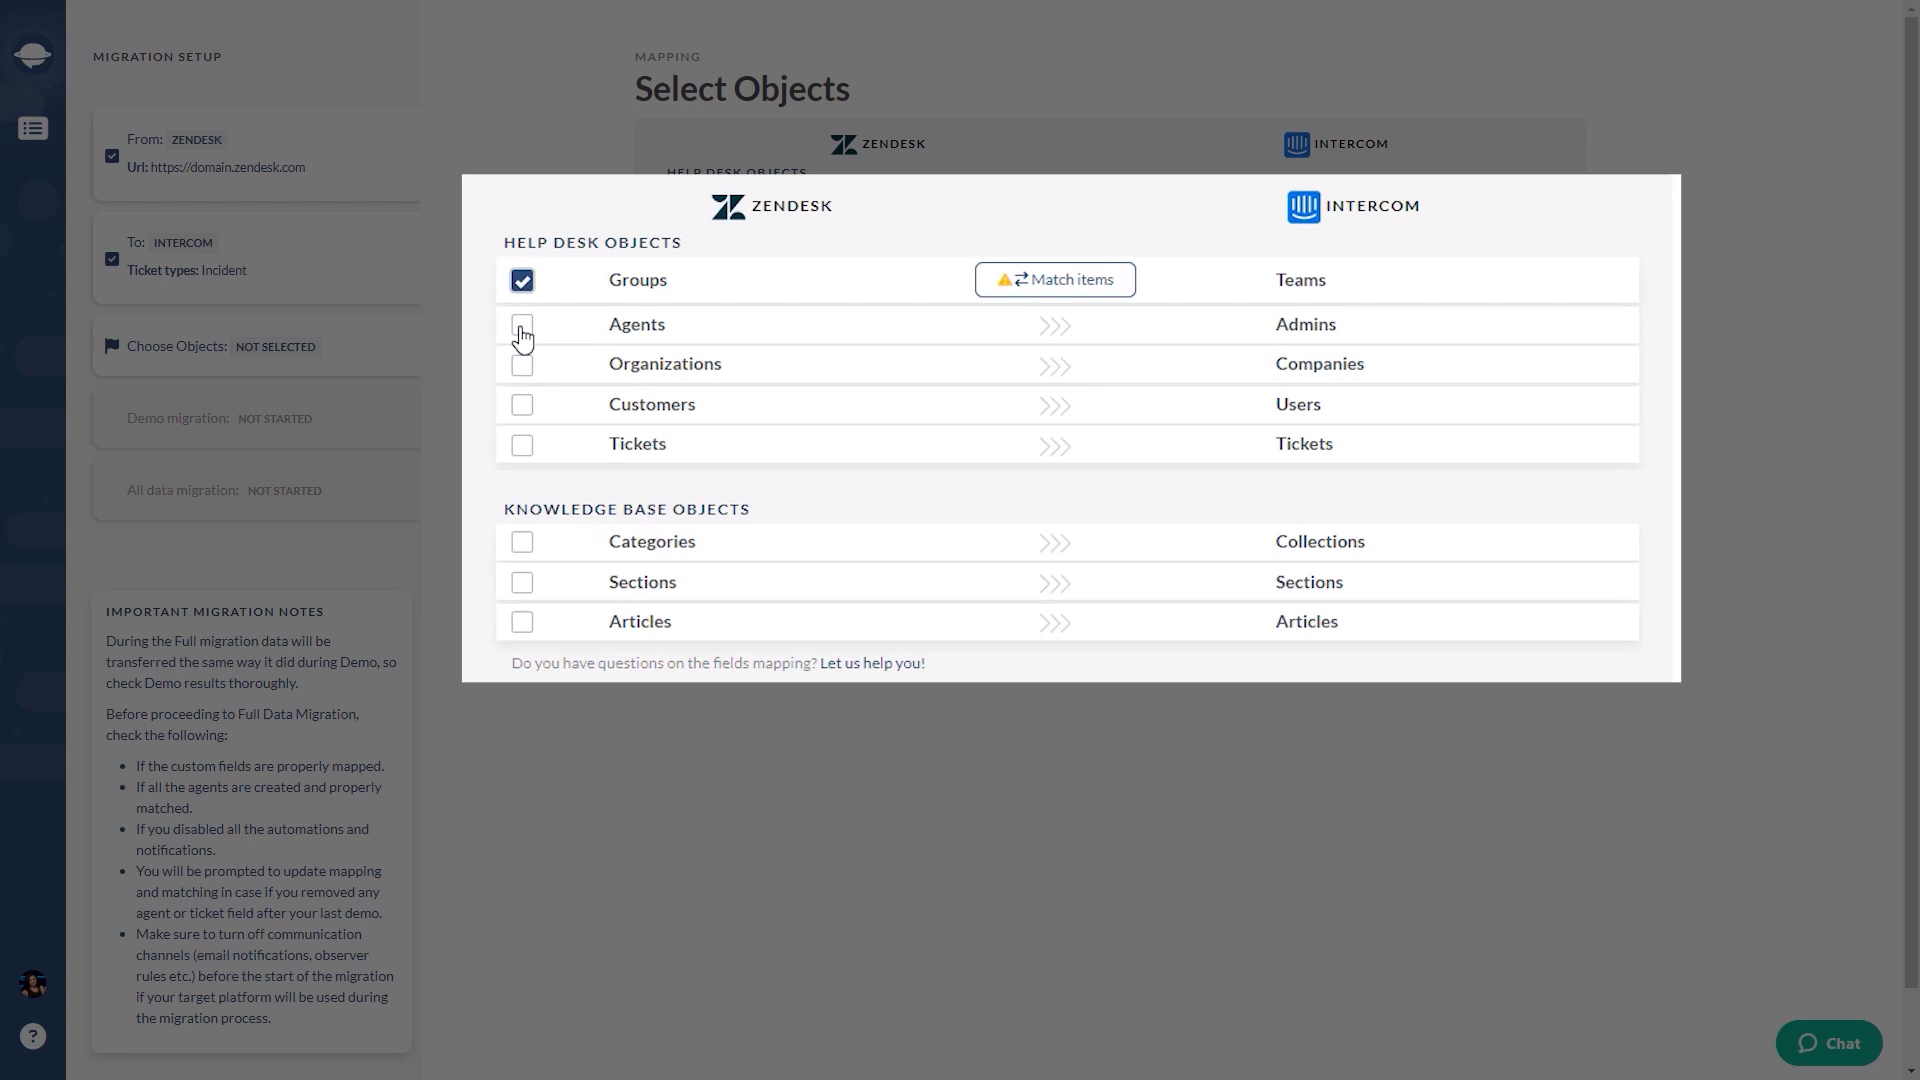 MIGRATION SETUP
From: ZENDESK
Url: https://domain.zendesk.com
To: INTERCOM
Ticket types: Incident
Choose Objects: NOT SELECTED
Demo migration: NOT STARTED
All data migration: NOT STARTED
IMPORTANT MIGRATION NOTES
During the Full migration data will be
transferred the same way it did during Demo, so
check Demo results thoroughly.
Before proceeding to Full Data Migration,
check the following:
If the custom fields are properly mapped.
If all the agents are created and properly
matched.
If you disabled all the automations and
notifications.
You will be prompted to update mapping
and matching in case if you removed any
agent or ticket field after your last demo.
Make sure to turn off communication
channels (email notifications, observer
rules etc.) before the start of the migration
if your target platform will be used during
the migration process.
?
MAPPING
Select Objects
ZENDESK INTERCOM
HELP DESK OBJECTS
ZENDESK INTERCOM
HELP DESK OBJECTS
Groups Match items Teams
Agents Admins
Organizations Companies
Customers Users
Tickets Tickets
KNOWLEDGE BASE OBJECTS
Categories Collections
Sections Sections
Articles Articles
Do you have questions on the fields mapping? Let us help you!
Chat